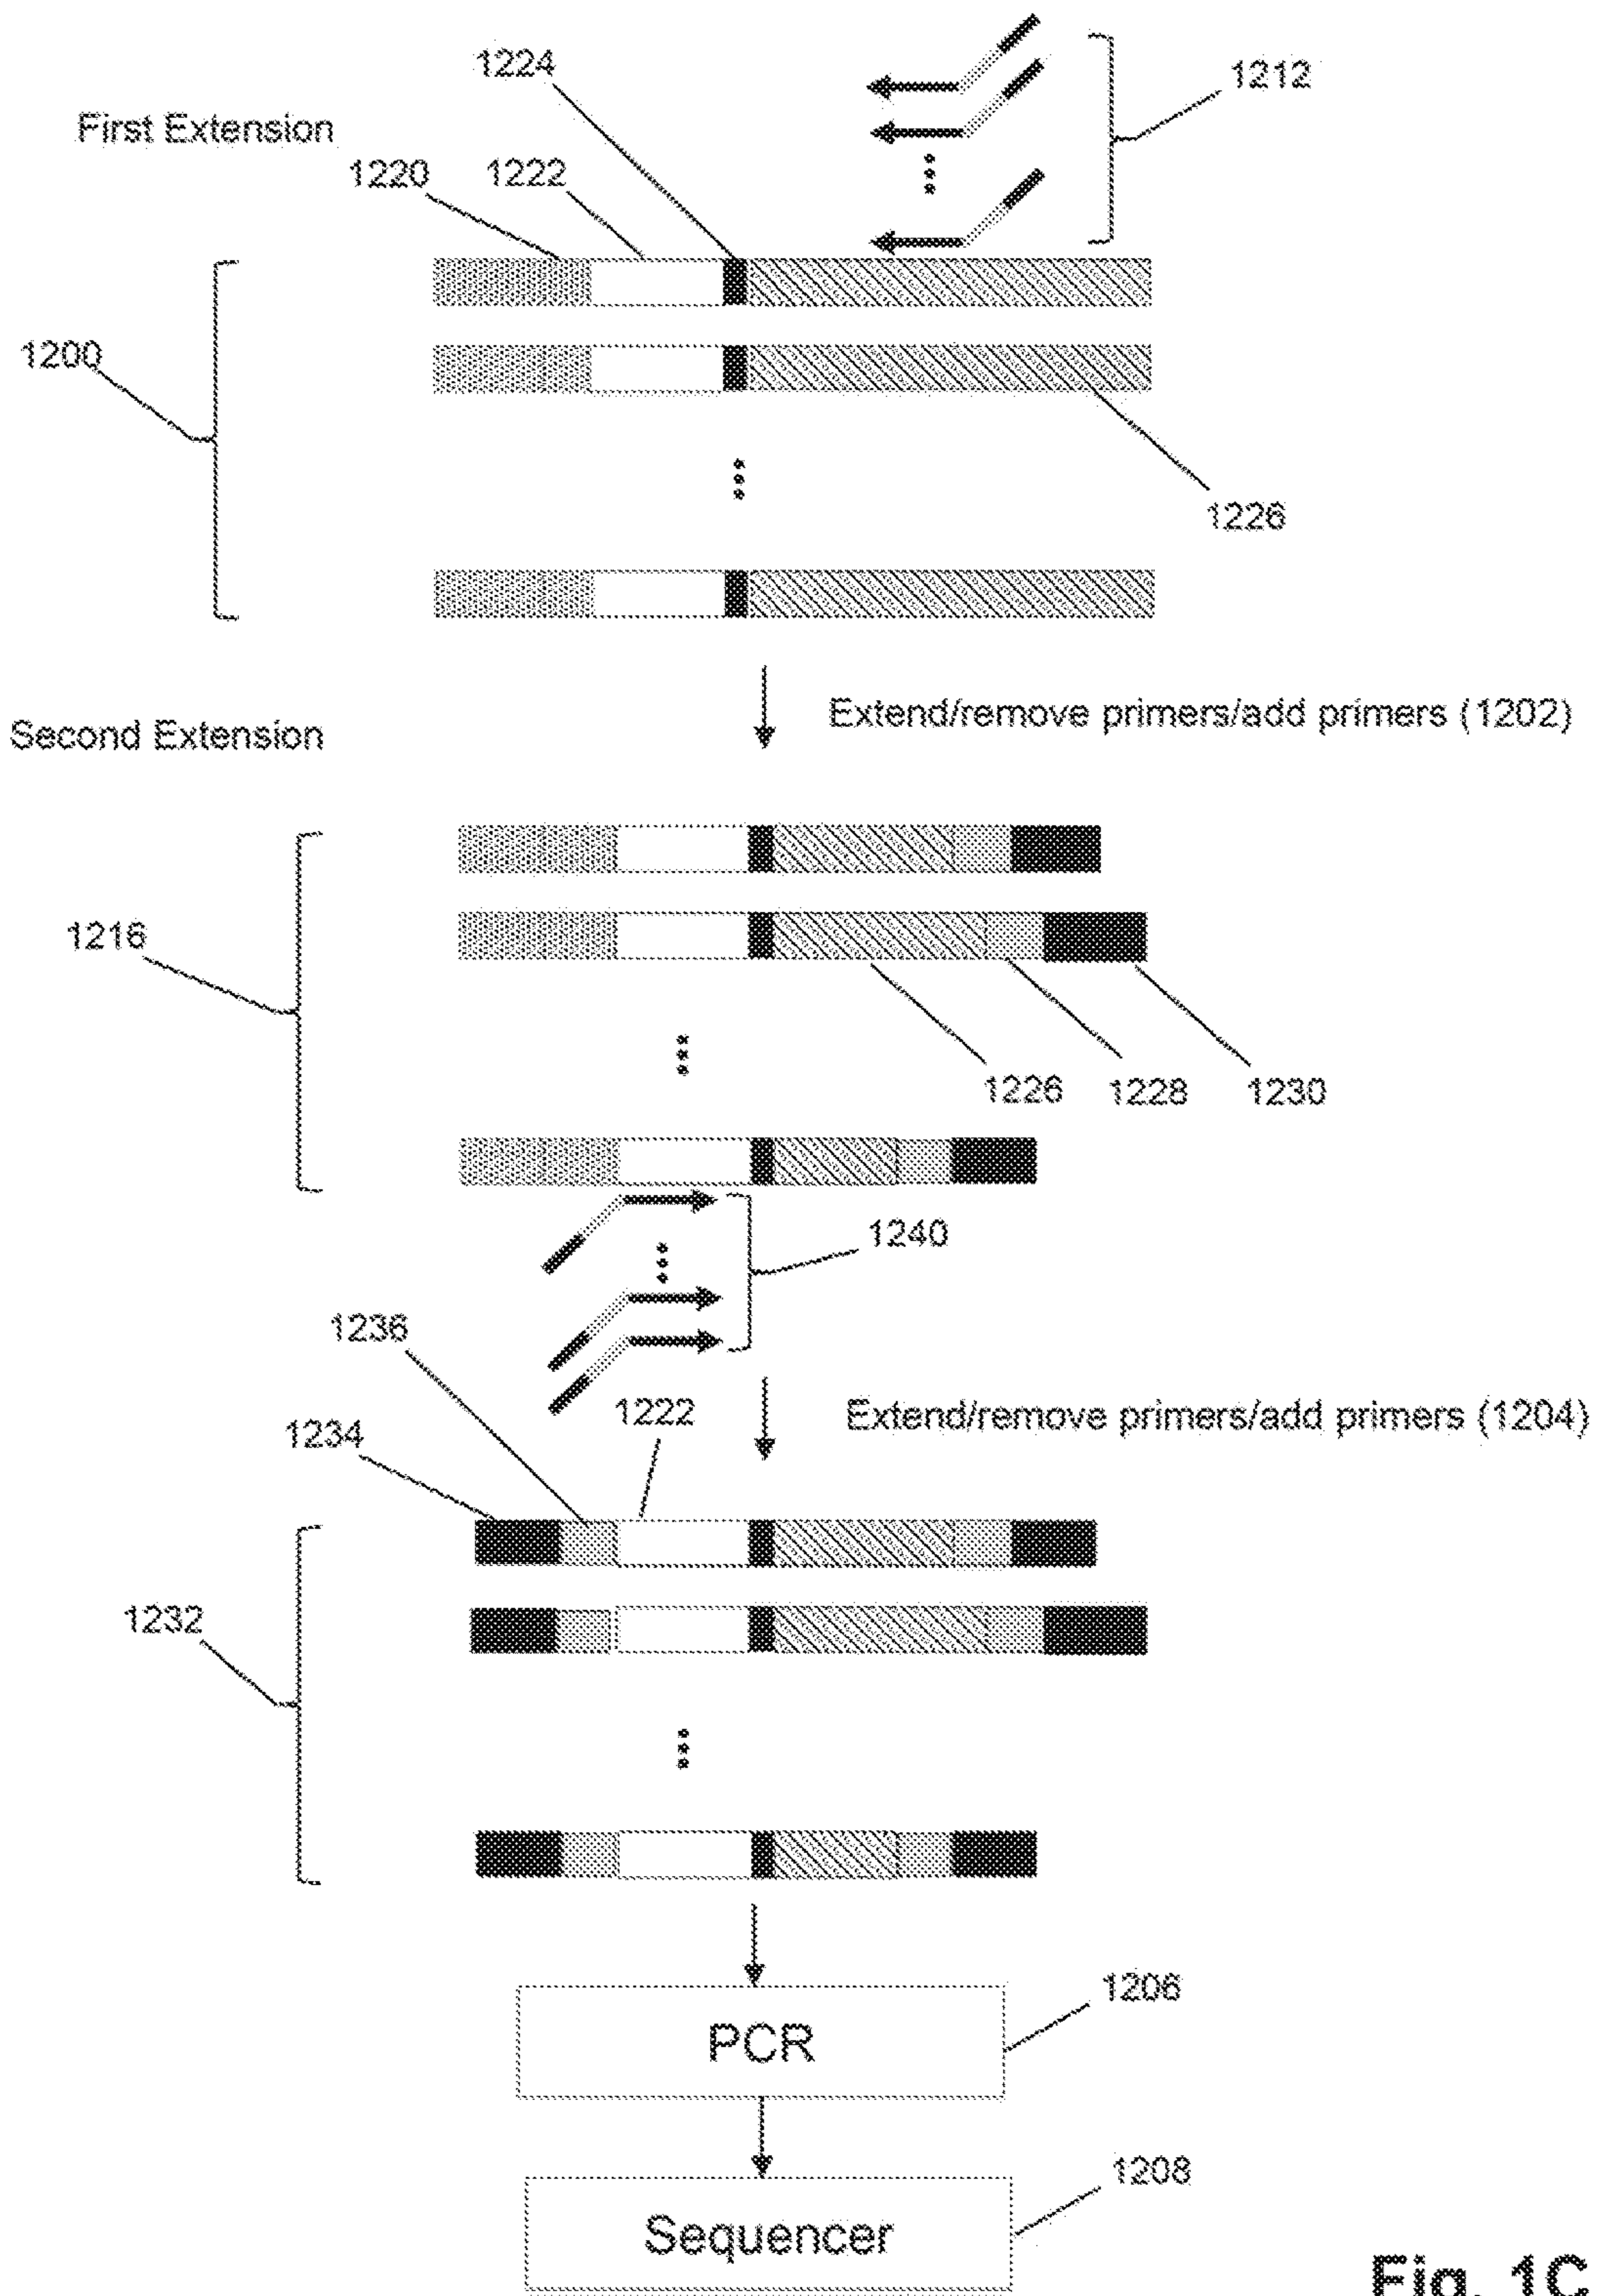 1224
1212
First Extension
1220
1222
1200
1226
Extend/remove primers/add primers (1202)
Second Extension
1216
1226
1228
1230
1240
1236
1222
Extend/remove primers/add primers (1204)
1234
1232
1206
PCR
1208
Sequencer
Fig. 1C